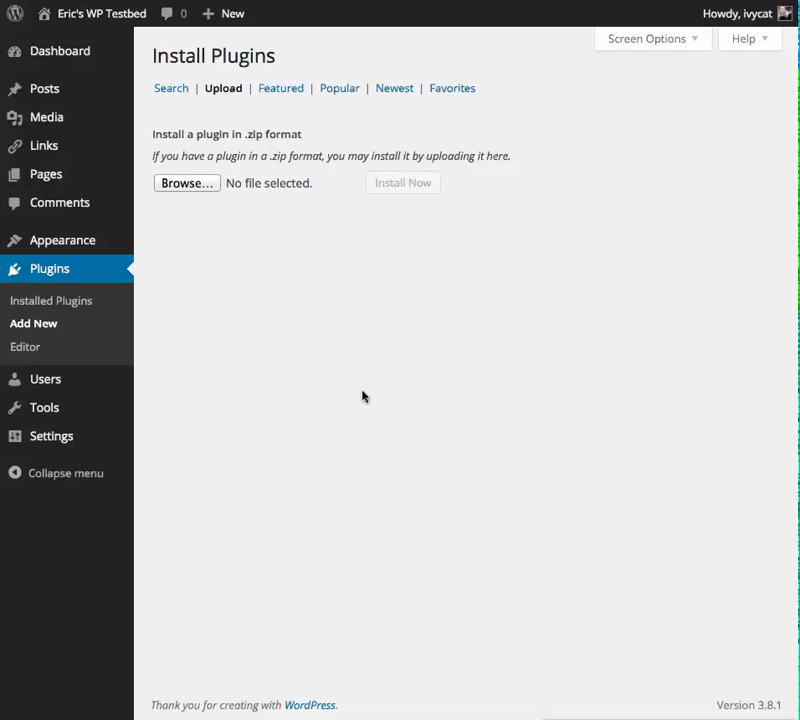 Eric's WP Testbed 0 New Howdy, ivycat
Screen Options Help
Dashboard
Posts
Media
Links
Pages
Comments
Appearance
Plugins
Installed Plugins
Add New
Editor
Users
Tools
Settings
Collapse menu
Install Plugins
Search | Upload | Featured | Popular | Newest | Favorites
Install a plugin in .zip format
If you have a plugin in a .zip format, you may install it by uploading it here.
Browse... No file selected. Install Now
Thank you for creating with WordPress. Version 3.8.1